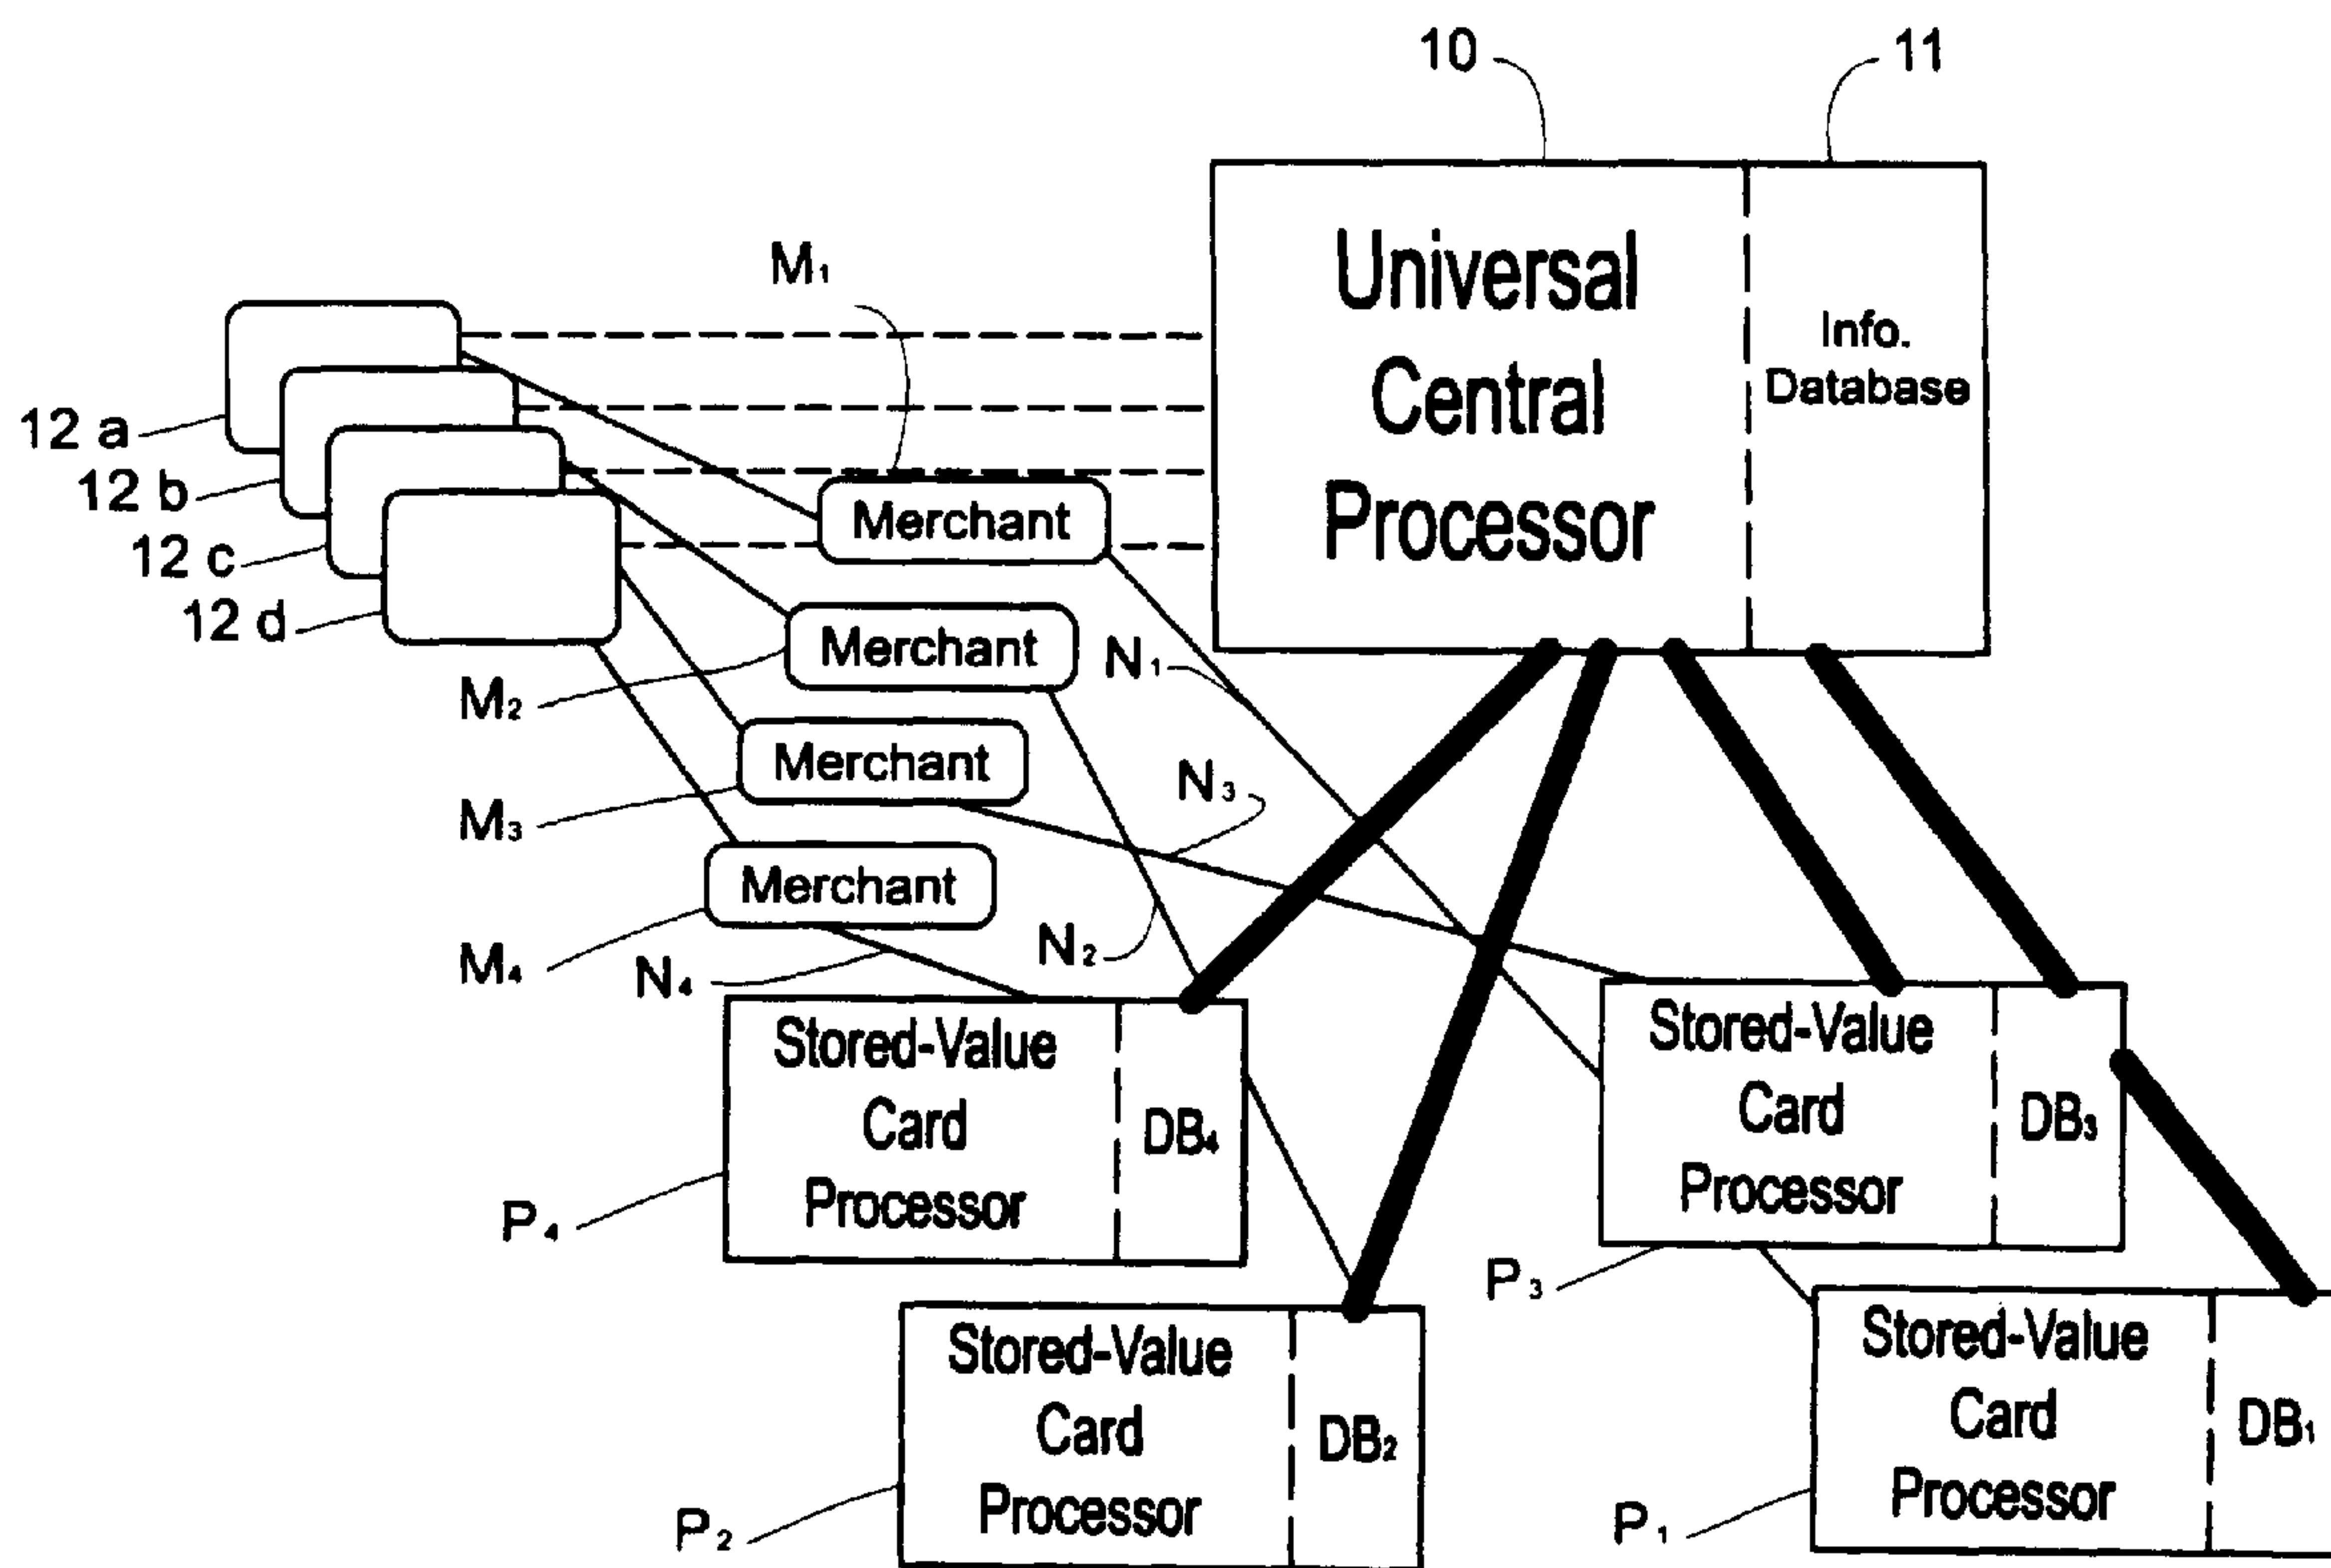 10
11
M₁
Universal
Central
Processor
Info.
Database
12 a
12 b
12 c
12 d
Merchant
Merchant
N₁
M₂
Merchant
N₃
M₃
Merchant
N₂
M₄
N₄
Stored-Value
Card
Processor
DB₄
Stored-Value
Card
Processor
DB₃
P₄
P₃
Stored-Value
Card
Processor
DB₂
Stored-Value
Card
Processor
DB₁
P₂
P₁